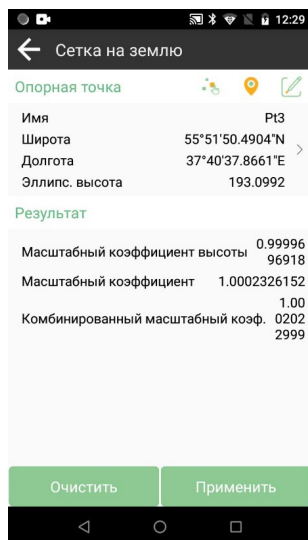 12:29
Сетка на землю
Опорная точка
Имя Pt3
Широта 55°51'50.4904"N
Долгота 37°40'37.8661"E
Эллипс. высота 193.0992
Результат
Масштабный коэффициент высоты 0.99996
96918
Масштабный коэффициент 1.0002326152
1.00
Комбинированный масштабный коэф. 0202
2999
Очистить Применить